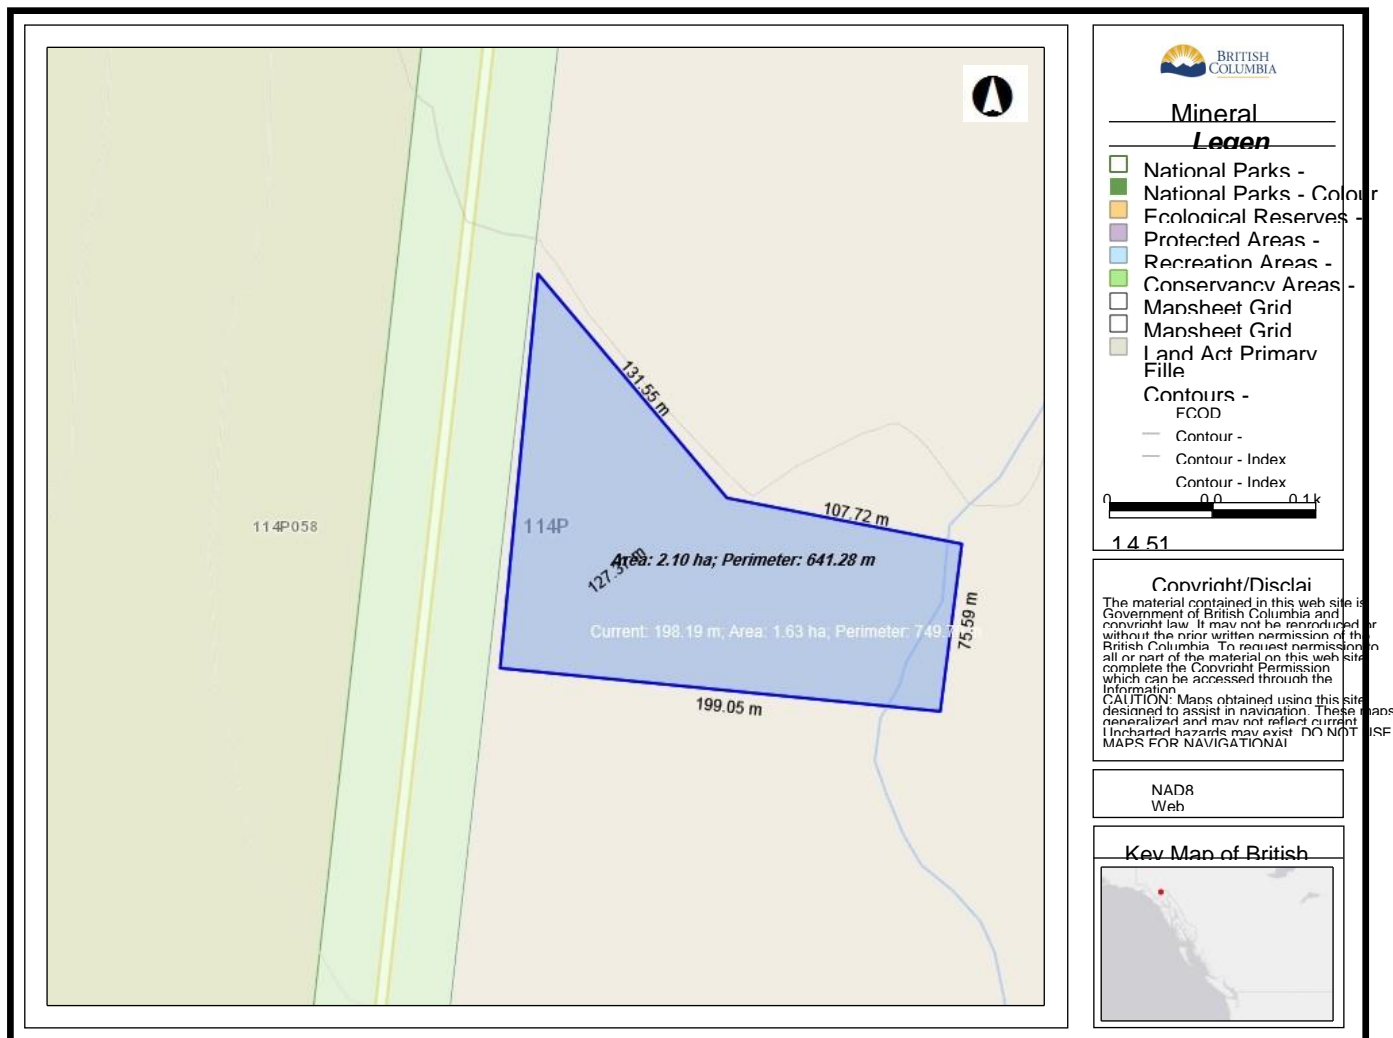 BRITISH
COLUMBIA
Mineral
Legen
National Parks -
National Parks - Colour
Ecological Reserves -
Protected Areas -
Recreation Areas -
Conservancy Areas -
Mapsheet Grid
Mapsheet Grid
Land Act Primary
Fille
Contours -
FCOD
Contour -
Contour - Index
Contour - Index
0 0.0 0.1 k
1 4 51
Copyright/Disclai
The material contained in this web site is
Government of British Columbia and
copyright law. It may not be reproduced or
without the prior written permission of the
British Columbia. To request permission to
all or part of the material on this web site
complete the Copyright Permission
which can be accessed through the
Information
CAUTION: Maps obtained using this site
designed to assist in navigation. These maps
generalized and may not reflect current
Uncharted hazards may exist. DO NOT USE
MAPS FOR NAVIGATIONAL
NAD8
Web
Key Map of British
131.55 m
107.72 m
114P058
114P
Area: 2.10 ha; Perimeter: 641.28 m
Current: 198.19 m; Area: 1.63 ha; Perimeter: 749.
75.59 m
199.05 m